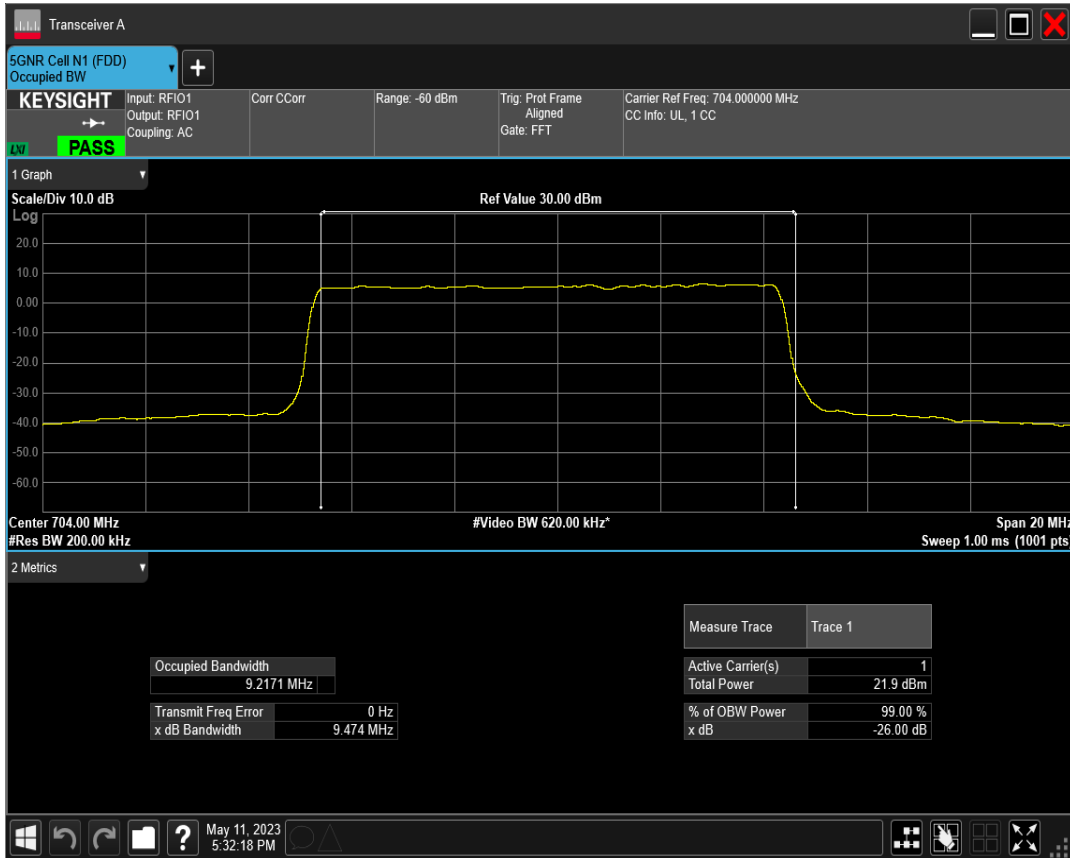 Transceiver A
5GNR Cell N1 (FDD)
Occupied BW
+
KEYSIGHT
LXI
PASS
Input: RFIO1
Output: RFIO1
Coupling: AC
Corr CCorr
Range: -60 dBm
Trig: Prot Frame
Aligned
Gate: FFT
Carrier Ref Freq: 704.000000 MHz
CC Info: UL, 1 CC
1 Graph
Scale/Div 10.0 dB
Ref Value 30.00 dBm
Log
20.0
10.0
0.00
-10.0
-20.0
-30.0
-40.0
-50.0
-60.0
Center 704.00 MHz
#Video BW 620.00 kHz*
Span 20 MHz
#Res BW 200.00 kHz
Sweep 1.00 ms (1001 pts)
2 Metrics
Measure Trace Trace 1
Occupied Bandwidth
9.2171 MHz
Active Carrier(s) 1
Total Power 21.9 dBm
Transmit Freq Error 0 Hz
x dB Bandwidth 9.474 MHz
% of OBW Power 99.00 %
x dB -26.00 dB
?
May 11, 2023
5:32:18 PM